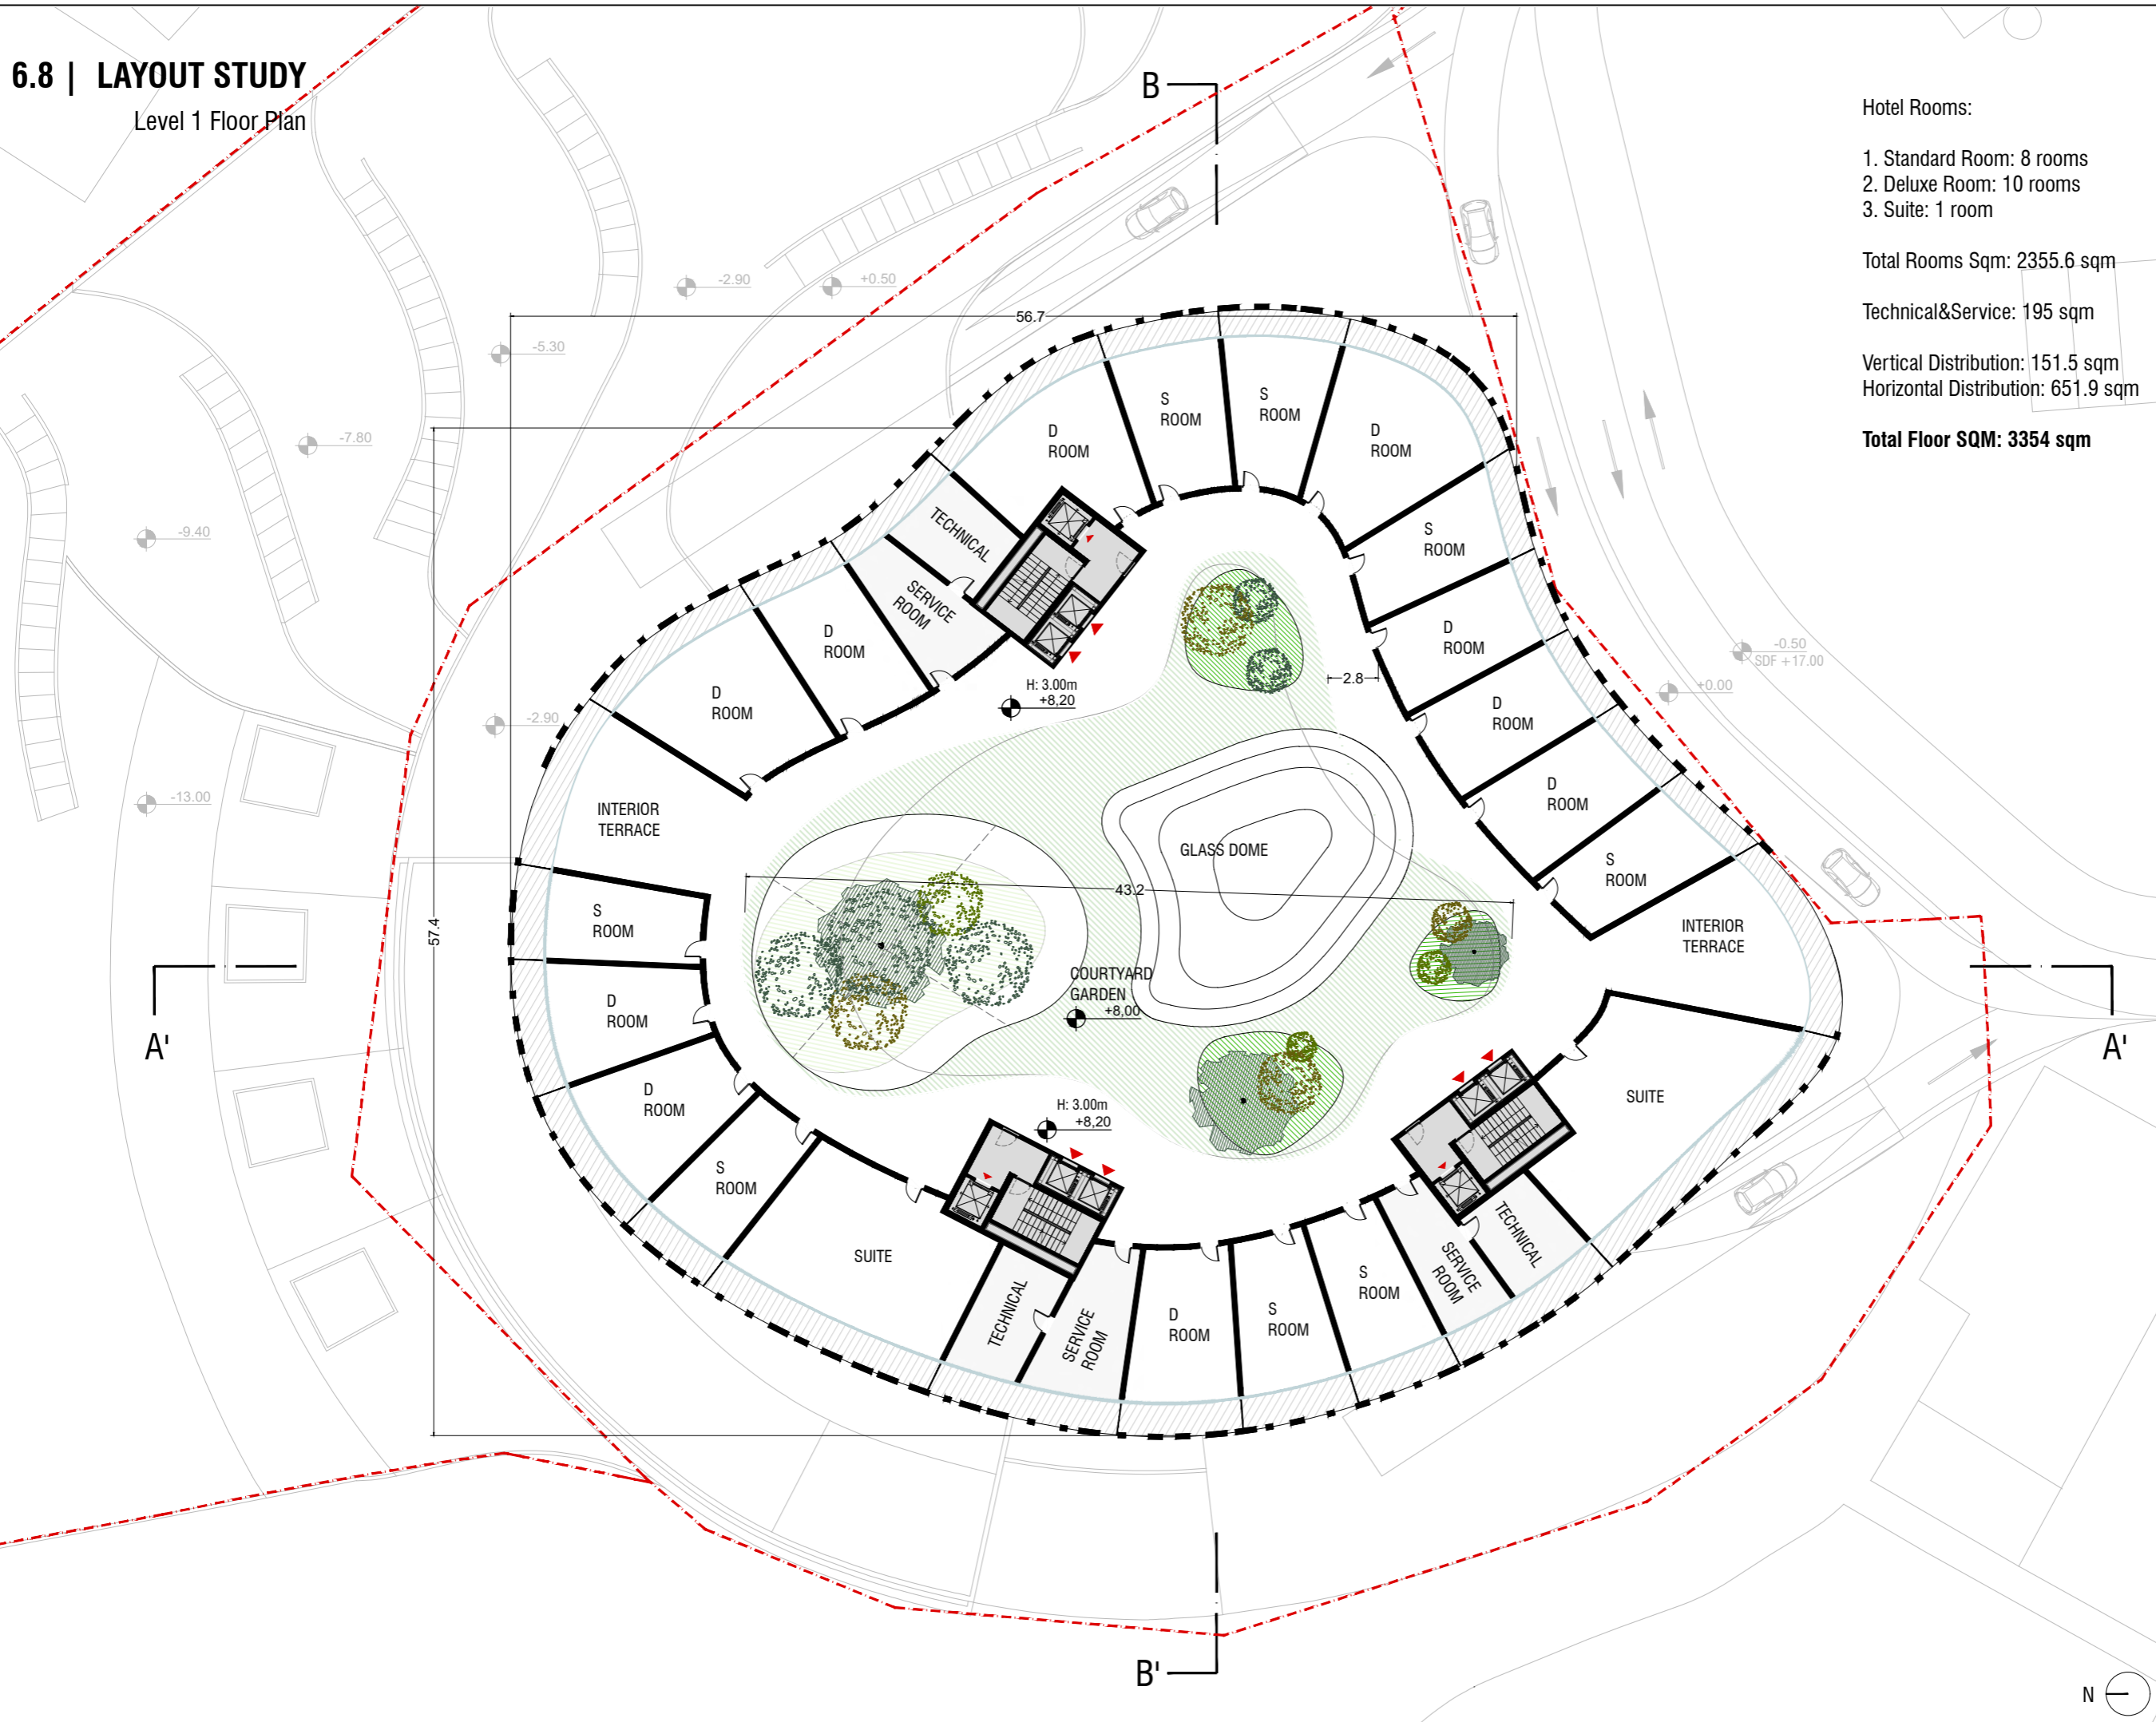 6.8 | LAYOUT STUDY
Level 1 Floor Plan
B
Hotel Rooms:
1. Standard Room: 8 rooms
2. Deluxe Room: 10 rooms
3. Suite: 1 room
Total Rooms Sqm: 2355.6 sqm
Technical&Service: 195 sqm
Vertical Distribution: 151.5 sqm
Horizontal Distribution: 651.9 sqm
Total Floor SQM: 3354 sqm
-2.90
+0.50
56.7
-5.30
-7.80
-9.40
-2.90
-13.00
S
ROOM
S
ROOM
D
ROOM
D
ROOM
TECHNICAL
SERVICE
ROOM
S
ROOM
D
ROOM
D
ROOM
D
ROOM
-0.50
SDF +17.00
+0.00
2.8
H: 3.00m
+8,20
D
ROOM
D
ROOM
INTERIOR
TERRACE
GLASS DOME
S
ROOM
43.2
57.4
S
ROOM
INTERIOR
TERRACE
COURTYARD
GARDEN
+8,00
D
ROOM
A'
A'
D
ROOM
H: 3.00m
+8,20
SUITE
S
ROOM
SUITE
TECHNICAL
SERVICE
ROOM
D
ROOM
S
ROOM
S
ROOM
SERVICE
ROOM
TECHNICAL
B'
N